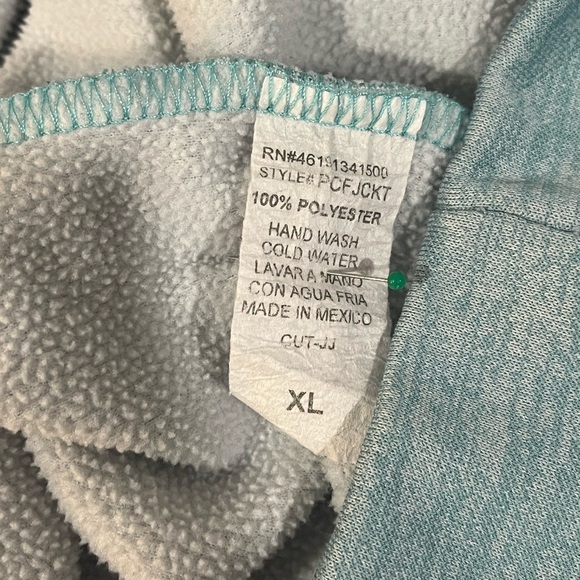 RN#46191341500
STYLE# PCFJCKT
100% POLYESTER
HAND WASH
COLD WATER
LAVAR A MANO
CON AGUA FRIA
MADE IN MEXICO
CUT-JJ
XL